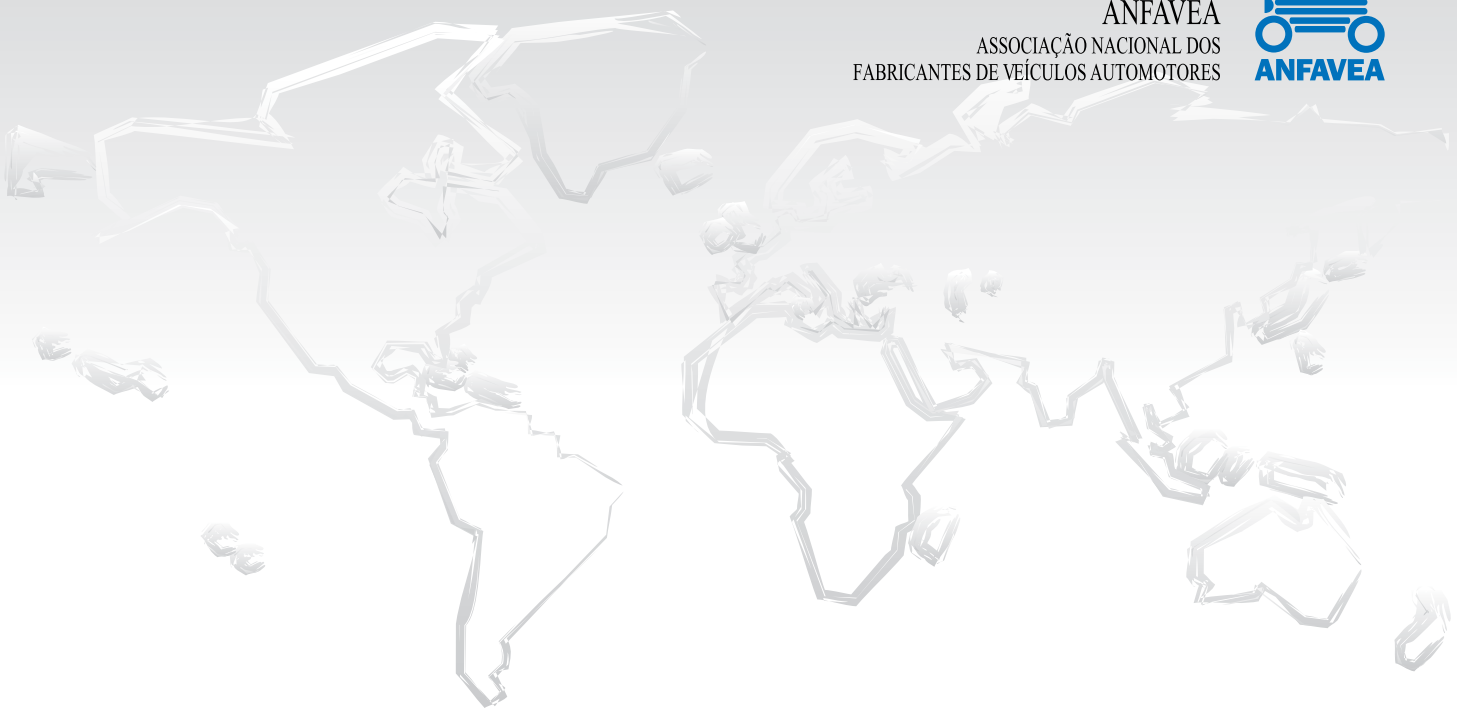 ANFAVEA
ASSOCIAÇÃO NACIONAL DOS
FABRICANTES DE VEÍCULOS AUTOMOTORES
ANFAVEA